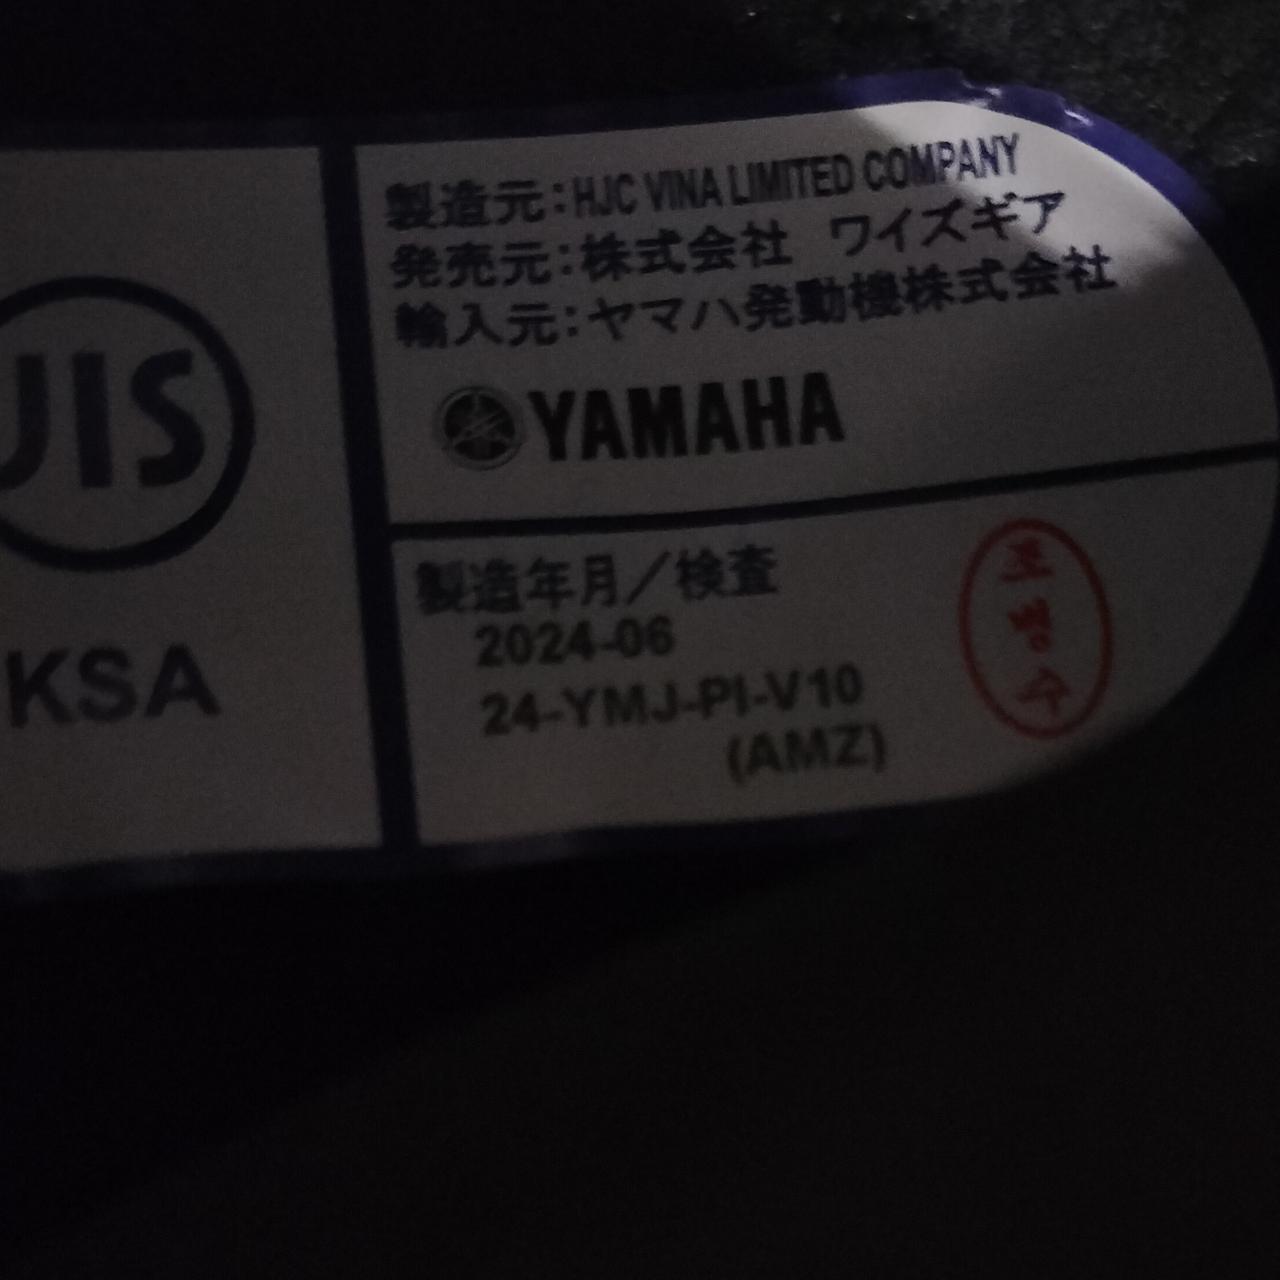 JIS
KSA
製造元:HJC VINA LIMITED COMPANY
発売元:株式会社 ワイズギア
輸入元:ヤマハ発動機株式会社
YAMAHA
製造年月/検査
2024-06
24-YMJ-PI-V10
(AMZ)
조
병
수